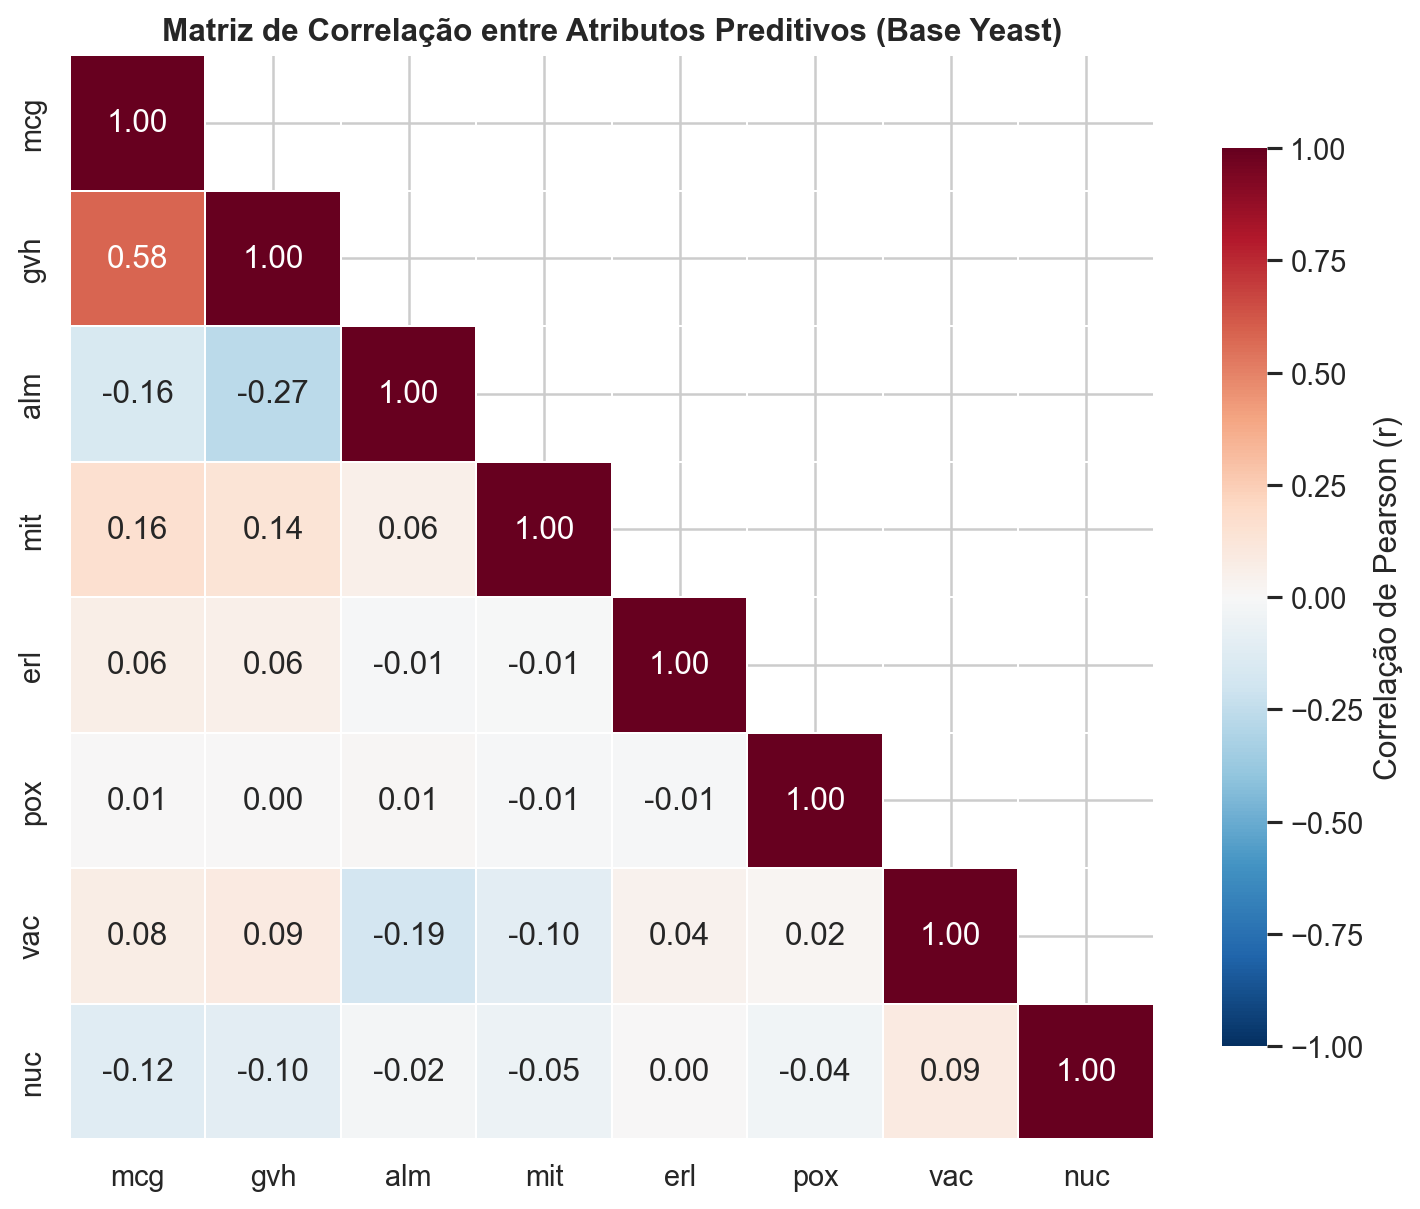 Matriz de Correlação entre Atributos Preditivos (Base Yeast)
mcg 1.00
gvh 0.58 1.00
alm -0.16 -0.27 1.00
mit 0.16 0.14 0.06 1.00
erl 0.06 0.06 -0.01 -0.01 1.00
pox 0.01 0.00 0.01 -0.01 -0.01 1.00
vac 0.08 0.09 -0.19 -0.10 0.04 0.02 1.00
nuc -0.12 -0.10 -0.02 -0.05 0.00 -0.04 0.09 1.00
mcg gvh alm mit erl pox vac nuc
1.00
0.75
0.50
0.25
0.00
−0.25
−0.50
−0.75
−1.00
Correlação de Pearson (r)